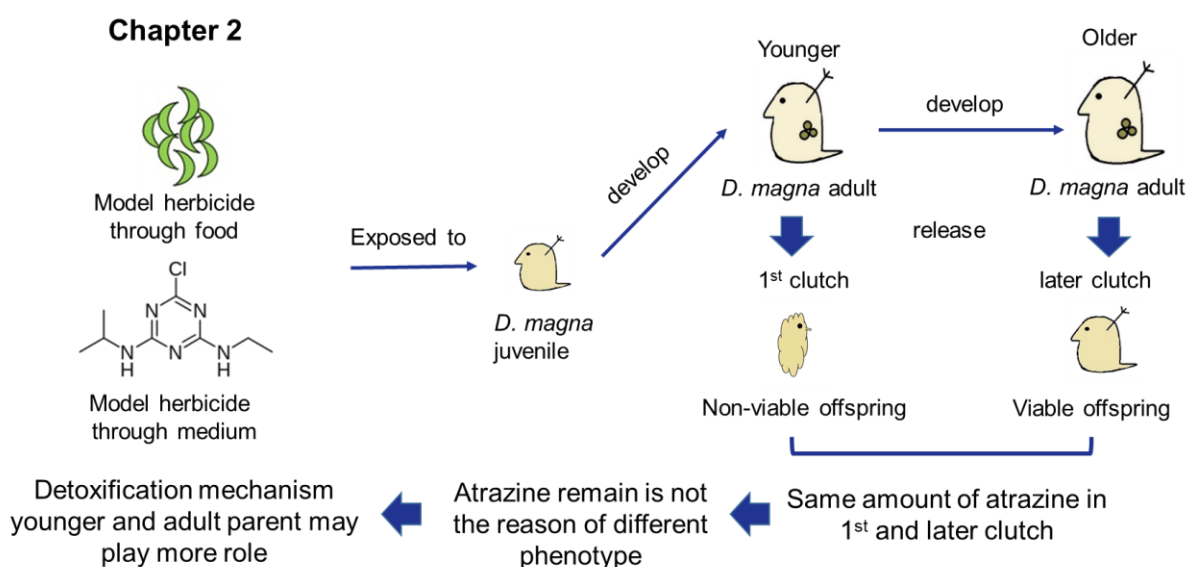 Chapter 2
Model herbicide
through food
Cl
N
N
N
N
H
N
H
Model herbicide
through medium
Exposed to
D. magna
juvenile
develop
Younger
D. magna adult
1st clutch
Non-viable offspring
develop
release
Older
D. magna adult
later clutch
Viable offspring
Same amount of atrazine in
1st and later clutch
Atrazine remain is not
the reason of different
phenotype
Detoxification mechanism
younger and adult parent may
play more role